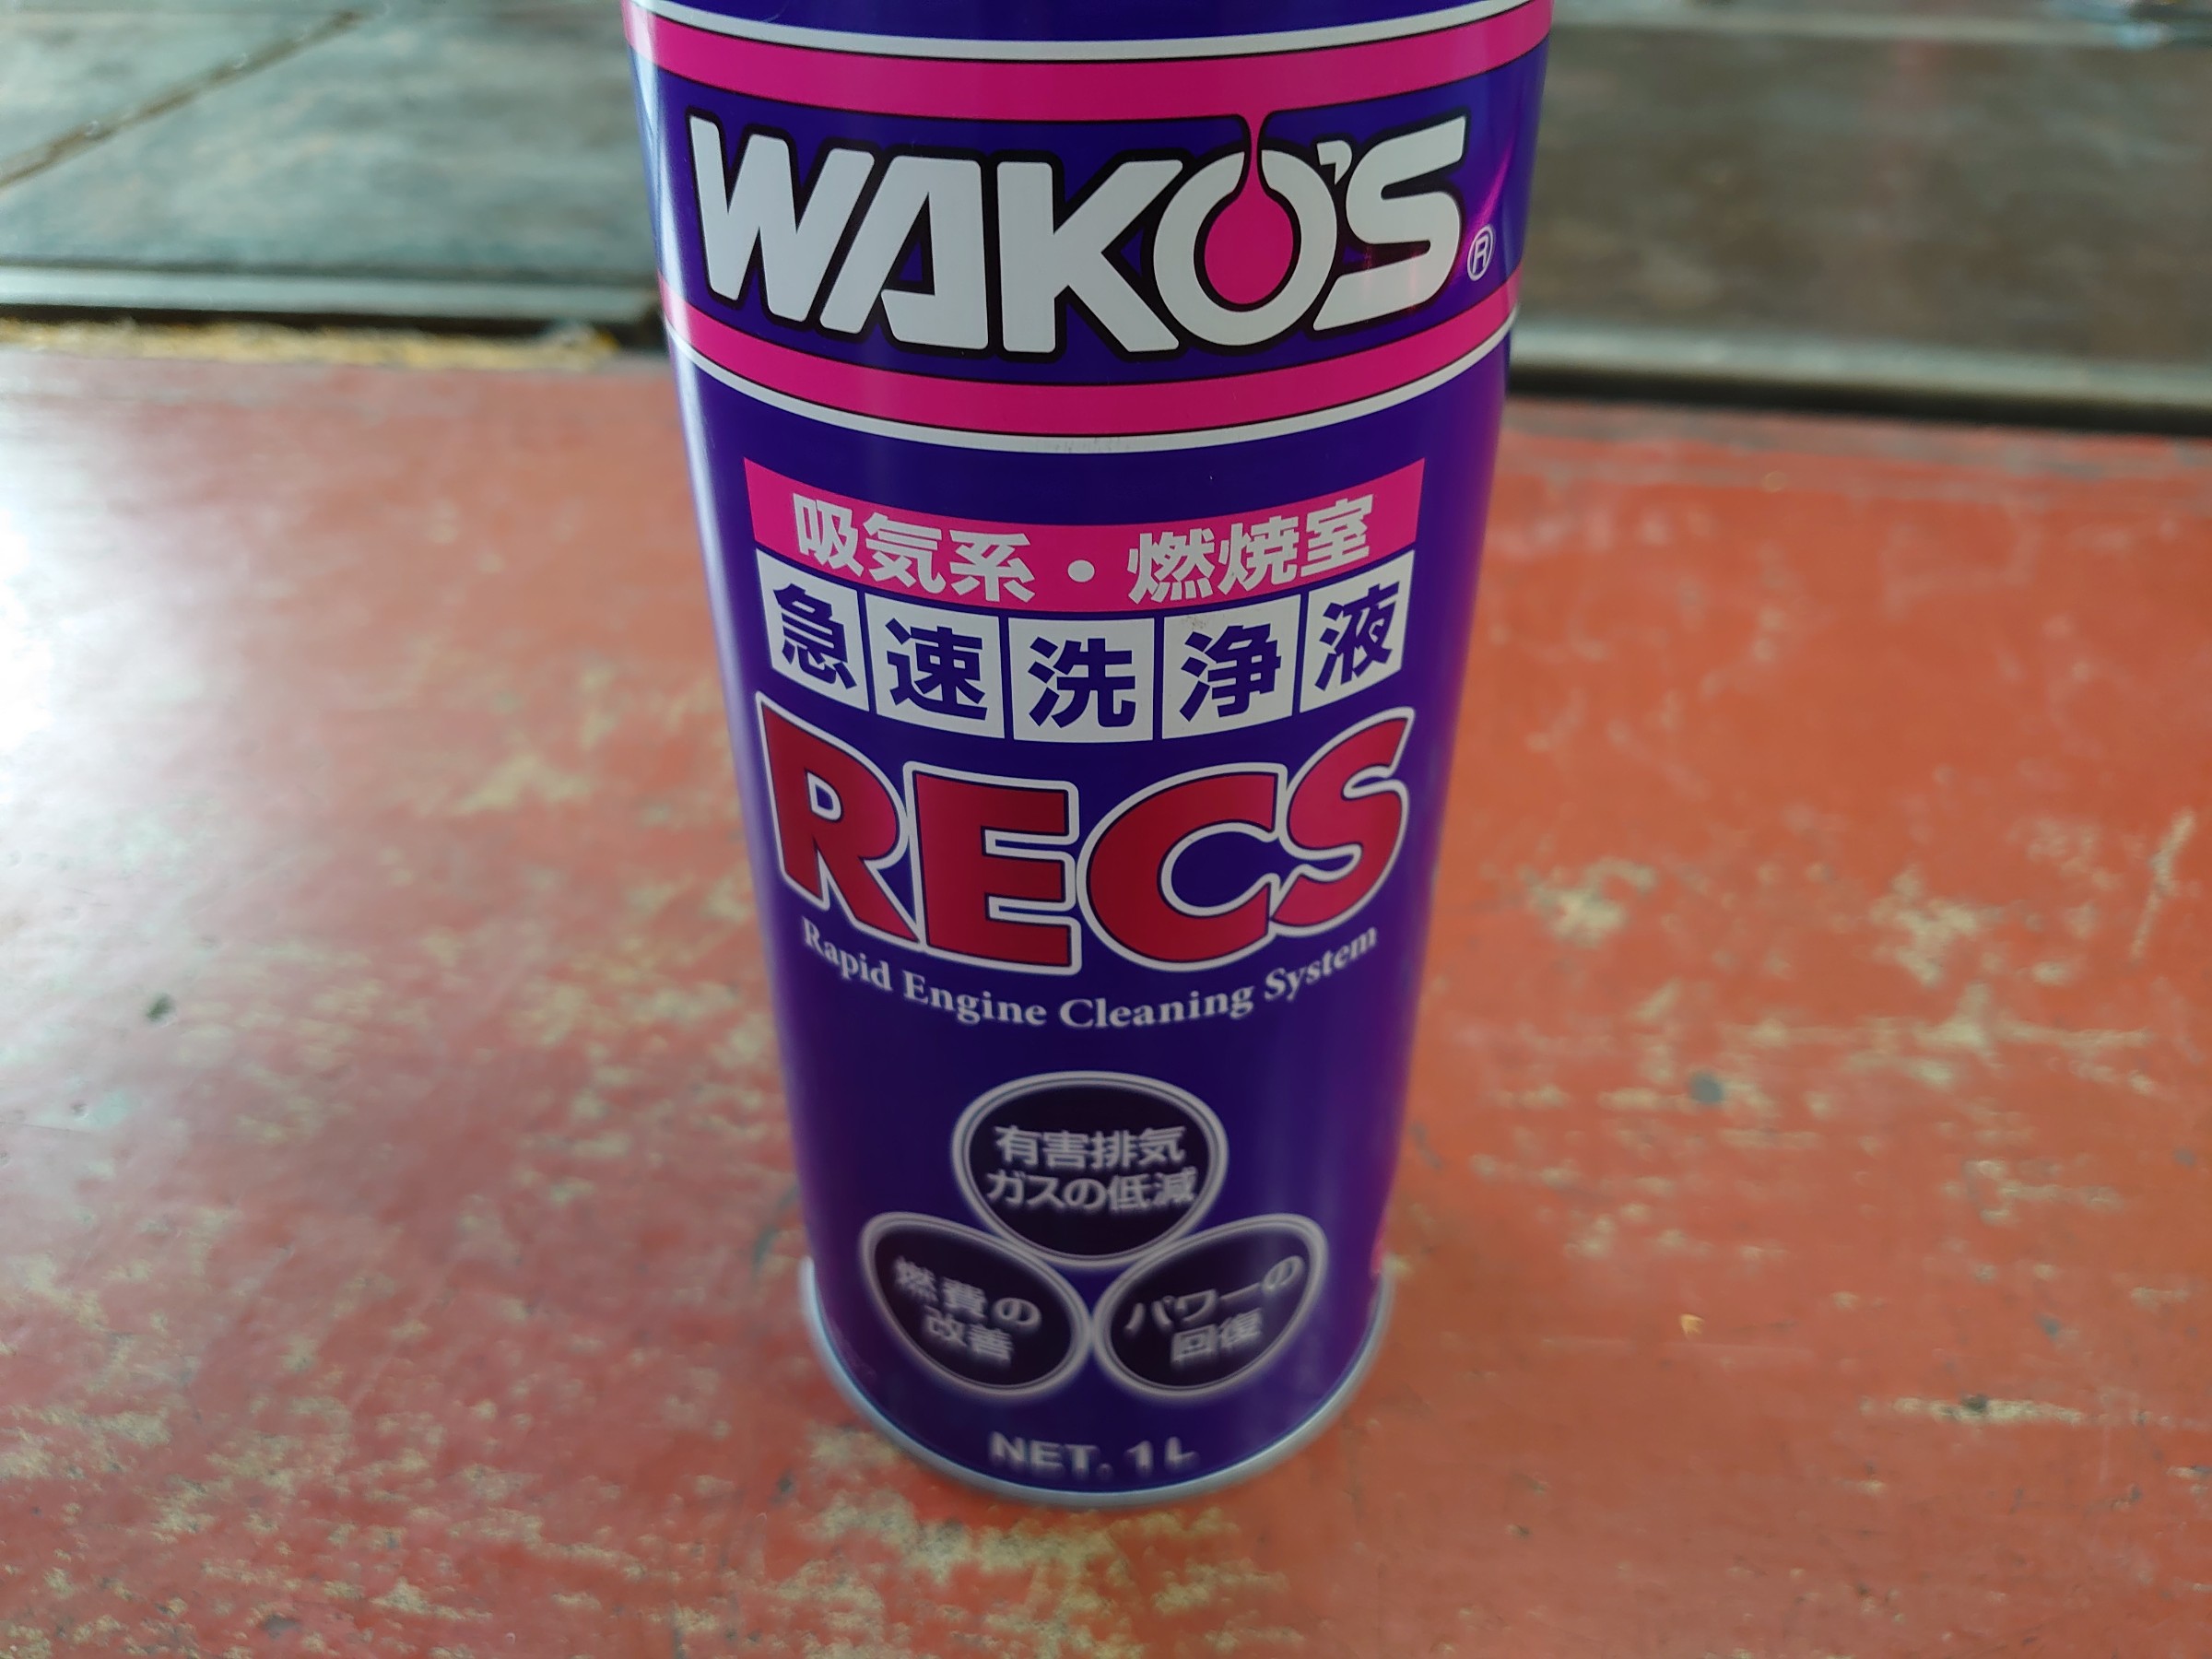 WAKO'S®
吸気系・燃焼室
急速洗浄液
RECS
Rapid Engine Cleaning System
有害排気
ガスの低減
燃費の
改善
パワーの
回復
NET. 1L